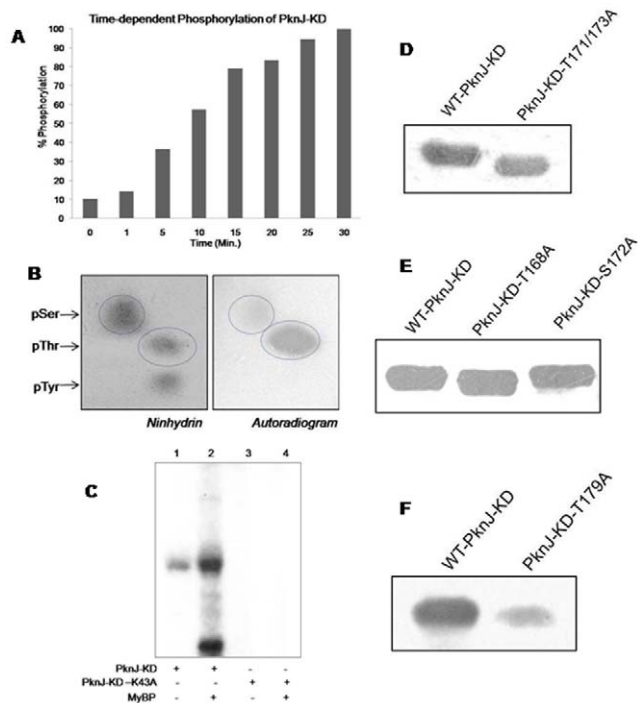 A
Time-dependent Phosphorylation of PknJ-KD
% Phosphorylation
100
90
80
70
60
50
40
30
20
10
0
0 1 5 10 15 20 25 30
Time (Min.)
B
pSer→
pThr→
pTyr→
Ninhydrin Autoradiogram
C
1 2 3 4
PknJ-KD + + - -
PknJ-KD –K43A - - + +
MyBP - + - +
D
WT-PknJ-KD
PknJ-KD-T171/173A
E
WT-PknJ-KD
PknJ-KD-T168A
PknJ-KD-S172A
F
WT-PknJ-KD
PknJ-KD-T179A